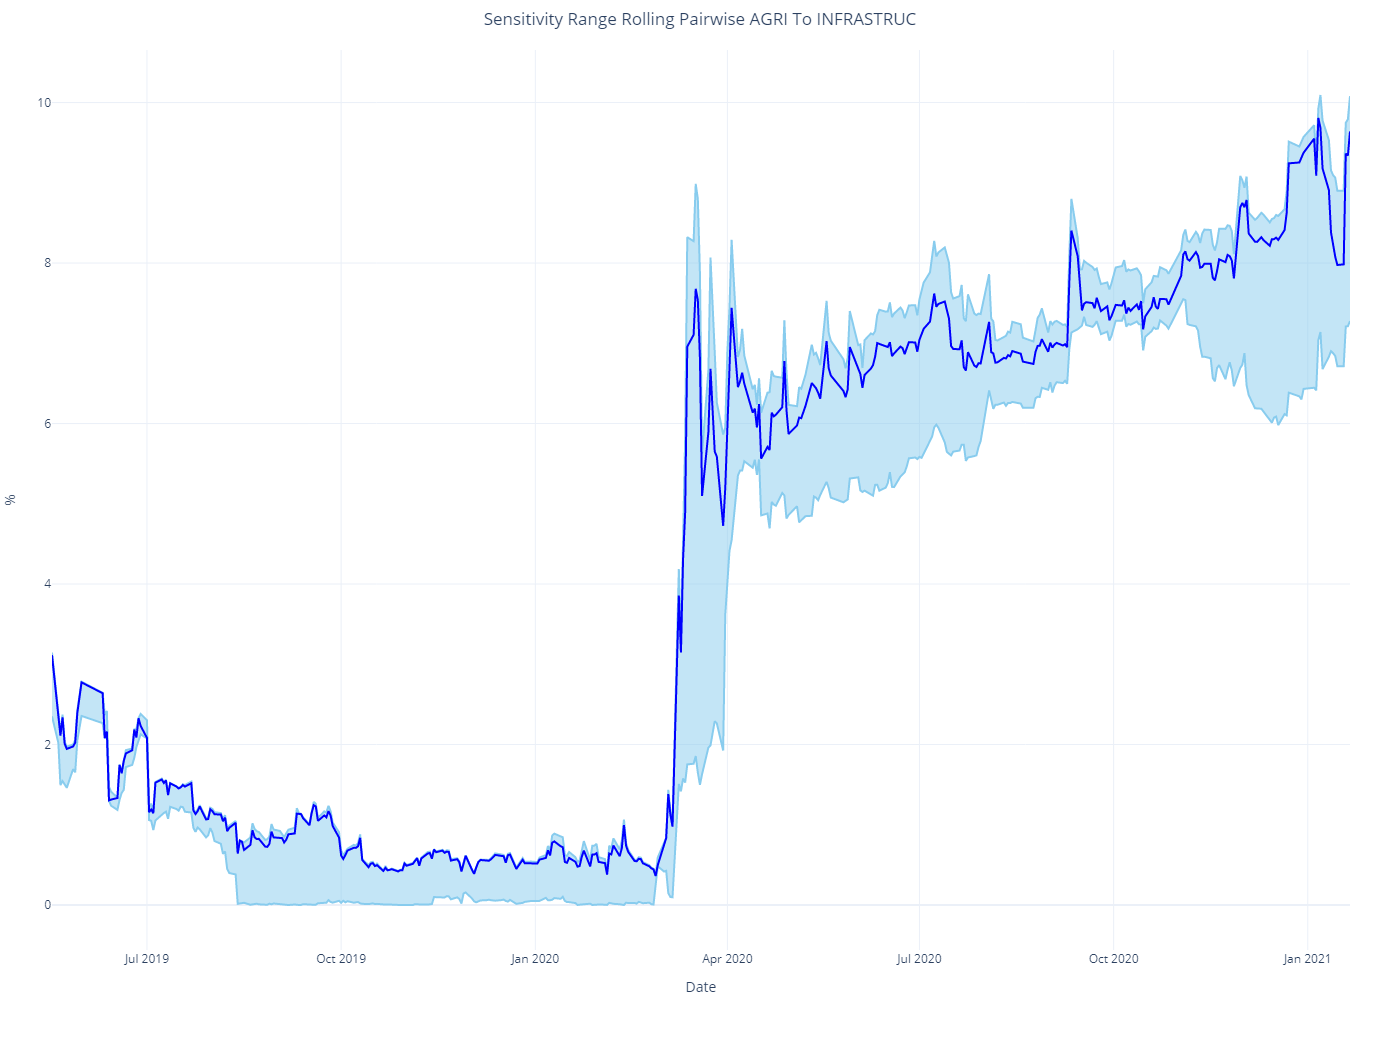 Sensitivity Range Rolling Pairwise AGRI To INFRASTRUC
10
8
6
%
4
2
0
Jul 2019 Oct 2019 Jan 2020 Apr 2020 Jul 2020 Oct 2020 Jan 2021
Date